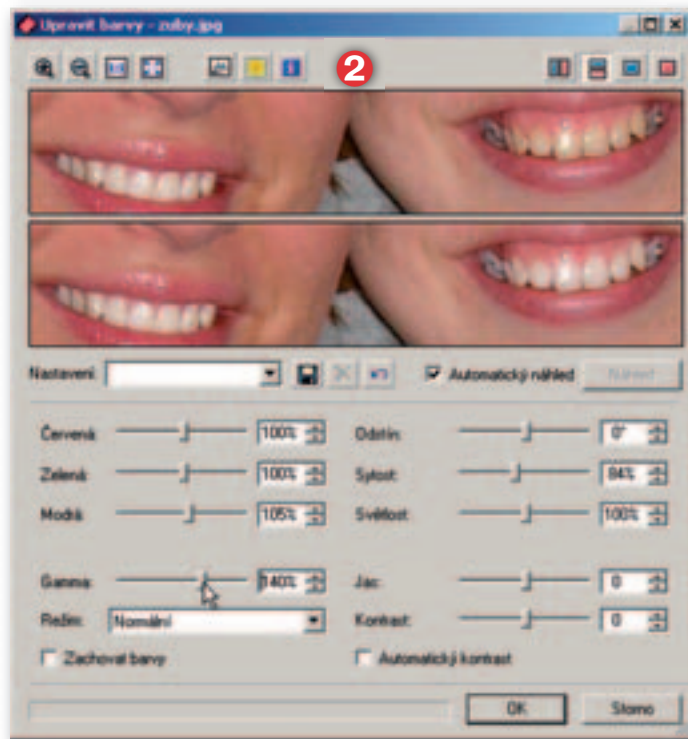 Upravit barvy - zuby.jpg
2
Nastavení:
Automatický náhled
Náhled
Červená: 100% Odstín: 0°
Zelená: 100% Sytost: 84%
Modrá: 105% Světlost: 100%
Gamma: 140% Jas: 0
Režim: Normální Kontrast: 0
Zachovat barvy Automatický kontrast
OK Storno